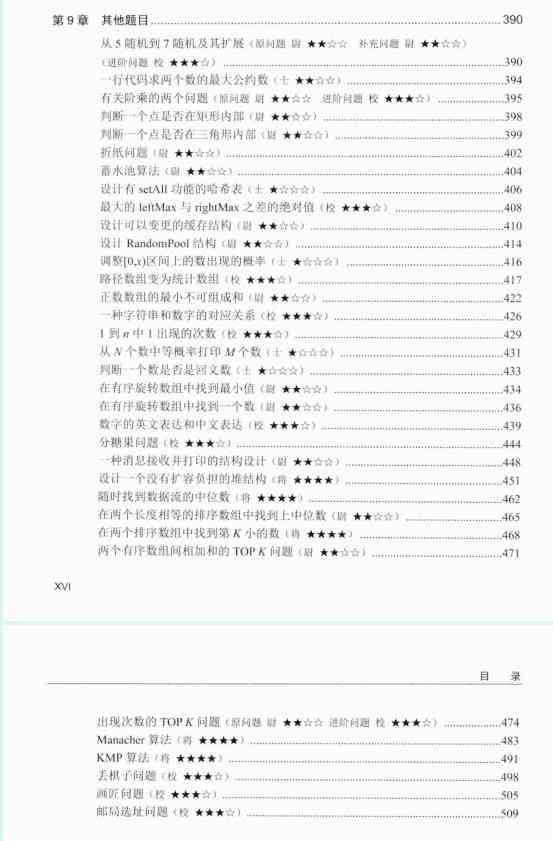 第 9 章 其他题目 390
从 5 随机到 7 随机及其扩展（原问题 尉 ★★☆☆ 补充问题 尉 ★★☆☆）
（进阶问题 校 ★★★☆） 390
一行代码求两个数的最大公约数（士 ★☆☆☆） 394
有关阶乘的两个问题（原问题 尉 ★★☆☆ 进阶问题 校 ★★★☆） 395
判断一个点是否在矩形内部（尉 ★★☆☆） 398
判断一个点是否在三角形内部（尉 ★★☆☆） 399
折纸问题（尉 ★★☆☆） 402
蓄水池算法（尉 ★★☆☆） 404
设计有 setAll 功能的哈希表（士 ★☆☆☆） 406
最大的 leftMax 与 rightMax 之差的绝对值（校 ★★★☆） 408
设计可以变更的缓存结构（尉 ★★☆☆） 410
设计 RandomPool 结构（尉 ★★☆☆） 414
调整[0,x)区间上的数出现的概率（士 ★☆☆☆） 416
路径数组变为统计数组（校 ★★★☆） 417
正数数组的最小不可组成和（尉 ★★☆☆） 422
一种字符串和数字的对应关系（校 ★★★☆） 426
1 到 n 中 1 出现的次数（校 ★★★☆） 429
从 N 个数中等概率打印 M 个数（士 ★☆☆☆） 431
判断一个数是否是回文数（士 ★☆☆☆） 433
在有序旋转数组中找到最小值（尉 ★★☆☆） 434
在有序旋转数组中找到一个数（尉 ★★☆☆） 436
数字的英文表达和中文表达（校 ★★★☆） 439
分糖果问题（校 ★★★☆） 444
一种消息接收并打印的结构设计（尉 ★★☆☆） 448
设计一个没有扩容负担的堆结构（将 ★★★★） 451
随时找到数据流的中位数（将 ★★★★） 462
在两个长度相等的排序数组中找到上中位数（尉 ★★☆☆） 465
在两个排序数组中找到第 K 小的数（将 ★★★★） 468
两个有序数组间相加和的 TOP K 问题（尉 ★★☆☆） 471
XVI
目 录
出现次数的 TOP K 问题（原问题 尉 ★★☆☆ 进阶问题 校 ★★★☆） 474
Manacher 算法（将 ★★★★） 483
KMP 算法（将 ★★★★） 491
丢棋子问题（校 ★★★☆） 498
画匠问题（校 ★★★☆） 505
邮局选址问题（校 ★★★☆） 509